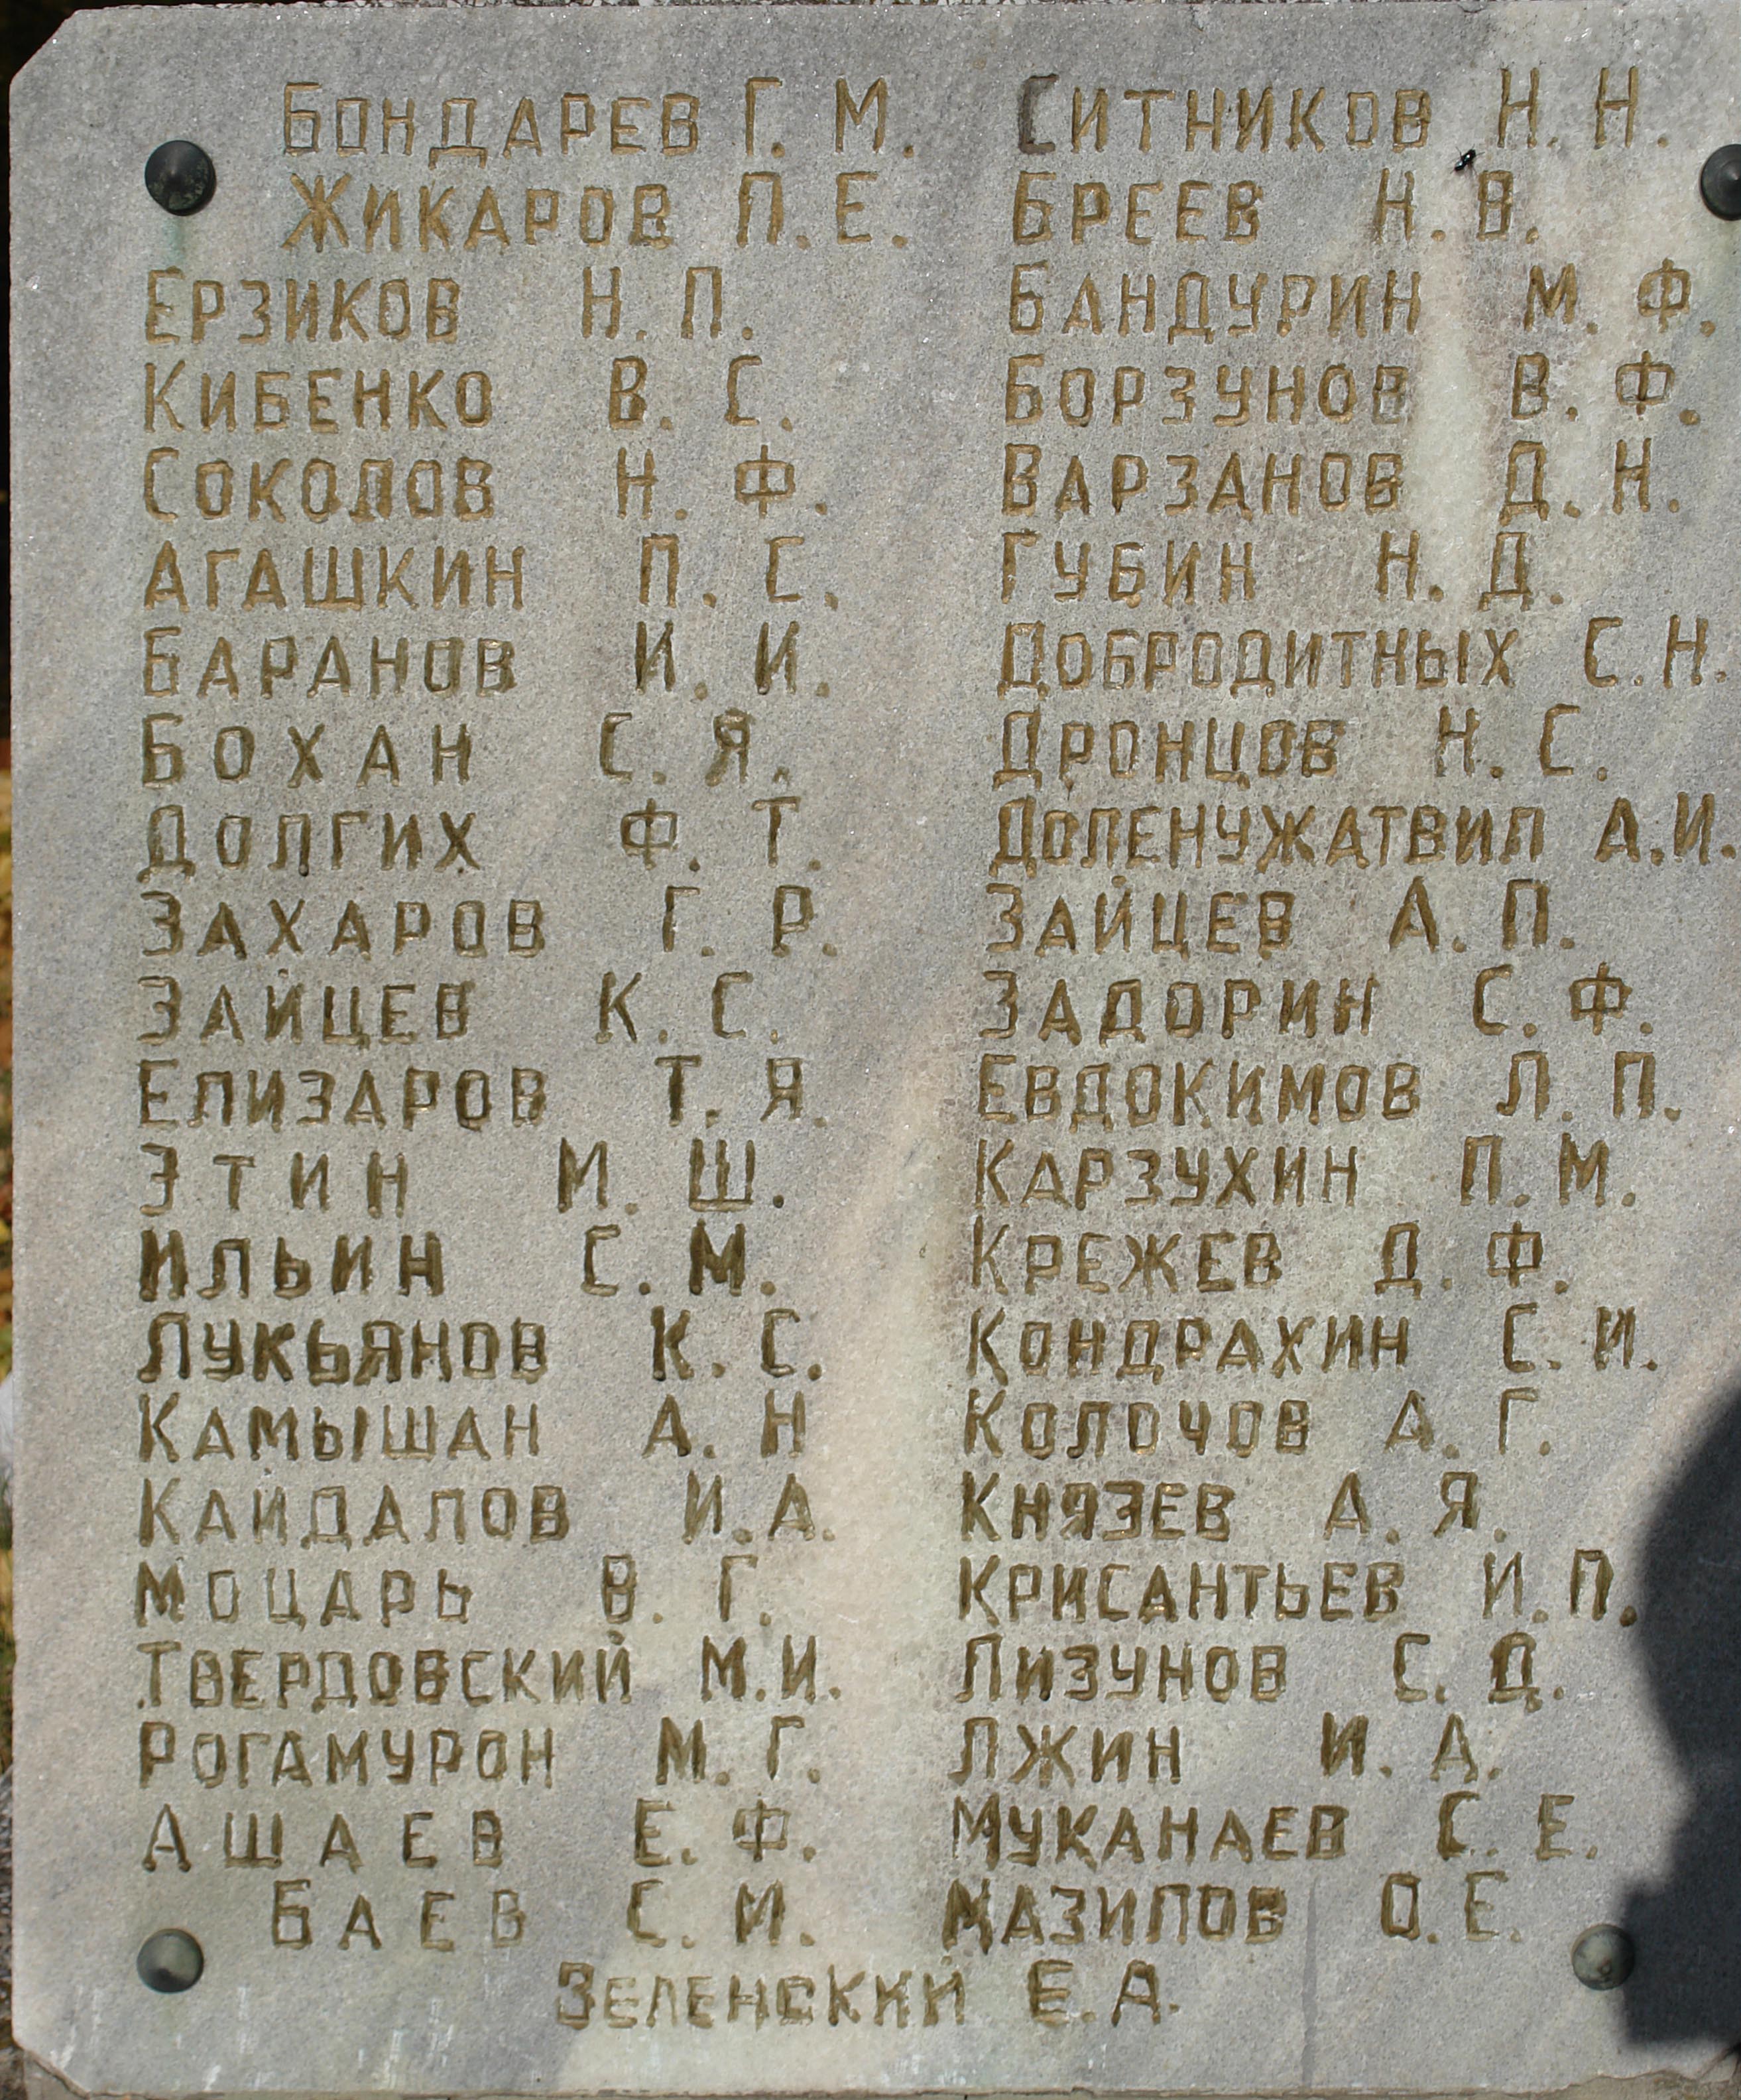 Бондарев Г. М.
Жикаров П. Е.
Ерзиков Н. П.
Кибенко В. С.
Соколов Н. Ф.
Агашкин П. С.
Баранов И. И.
Бохан С. Я.
Долгих Ф. Т.
Захаров Г. Р.
Зайцев К. С.
Елизаров Т. Я.
Этин М. Ш.
Ильин С. М.
Лукьянов К. С.
Камышан А. Н
Кандалов И. А.
Моцарь В. Г.
Твердовский М. И.
Рогамурон М. Г.
Ашаев Е. Ф.
Баев С. М.
Ситников Н. Н.
Бреев Н. В.
Бандурин М. Ф.
Борзунов В. Ф.
Варзанов Д. Н.
Губин Н. Д.
Добродитных С. Н.
Дронцов Н. С.
Доленужатвил А. И.
Зайцев А. П.
Задорин С. Ф.
Евдокимов Л. П.
Карзухин П. М.
Крежев Д. Ф.
Кондрахин С. И.
Колочов А. Г.
Князев А. Я.
Крисантьев И. П.
Лизунов С. Д.
Лжин И. А.
Муканаев С. Е.
Мазипов О. Е.
Зеленский Е. А.